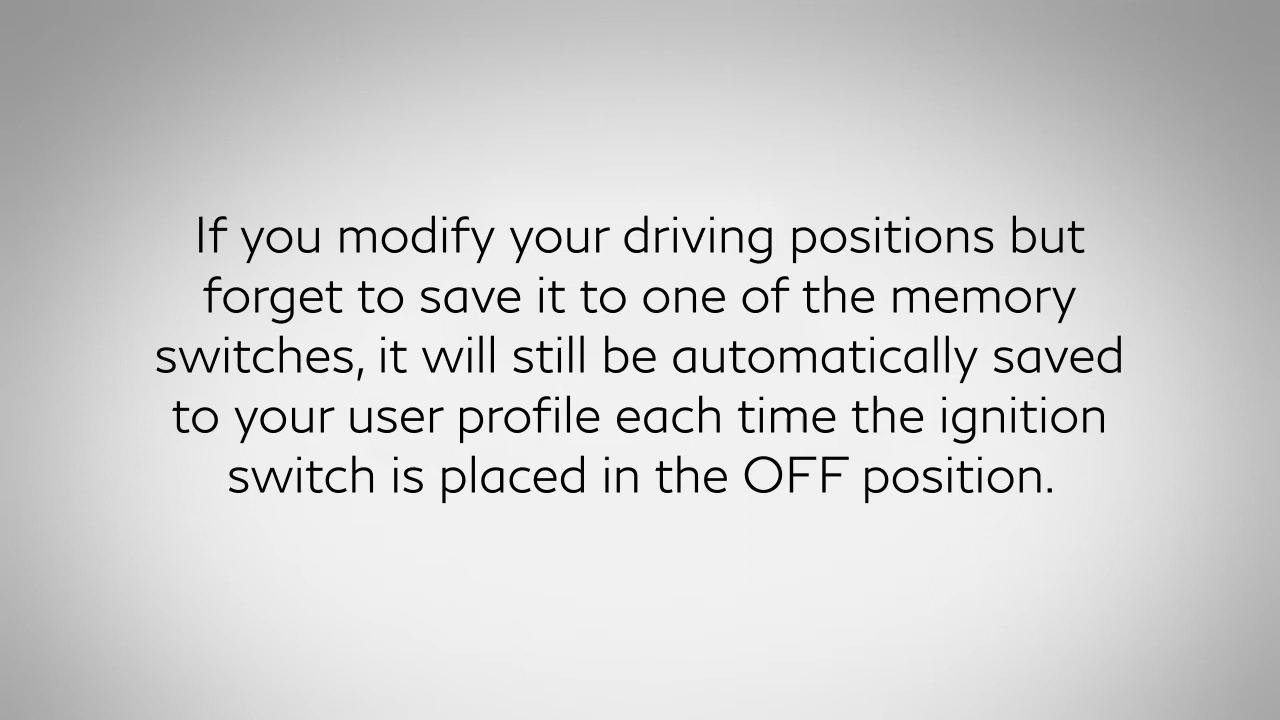 If you modify your driving positions but
forget to save it to one of the memory
switches, it will still be automatically saved
to your user profile each time the ignition
switch is placed in the OFF position.